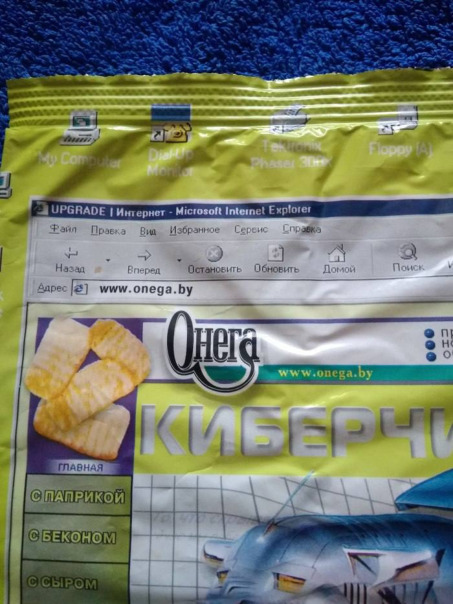 My Computer
Dial-Up
Monitor
Tektronix
Phaser 300X
Floppy (A)
UPGRADE | Интернет - Microsoft Internet Explorer
Файл Правка Вид Избранное Сервис Справка
Назад Вперед Остановить Обновить Домой Поиск
Адрес www.onega.by
Онега
www.onega.by
КИБЕРЧИ
ГЛАВНАЯ
С ПАПРИКОЙ
С БЕКОНОМ
С СЫРОМ